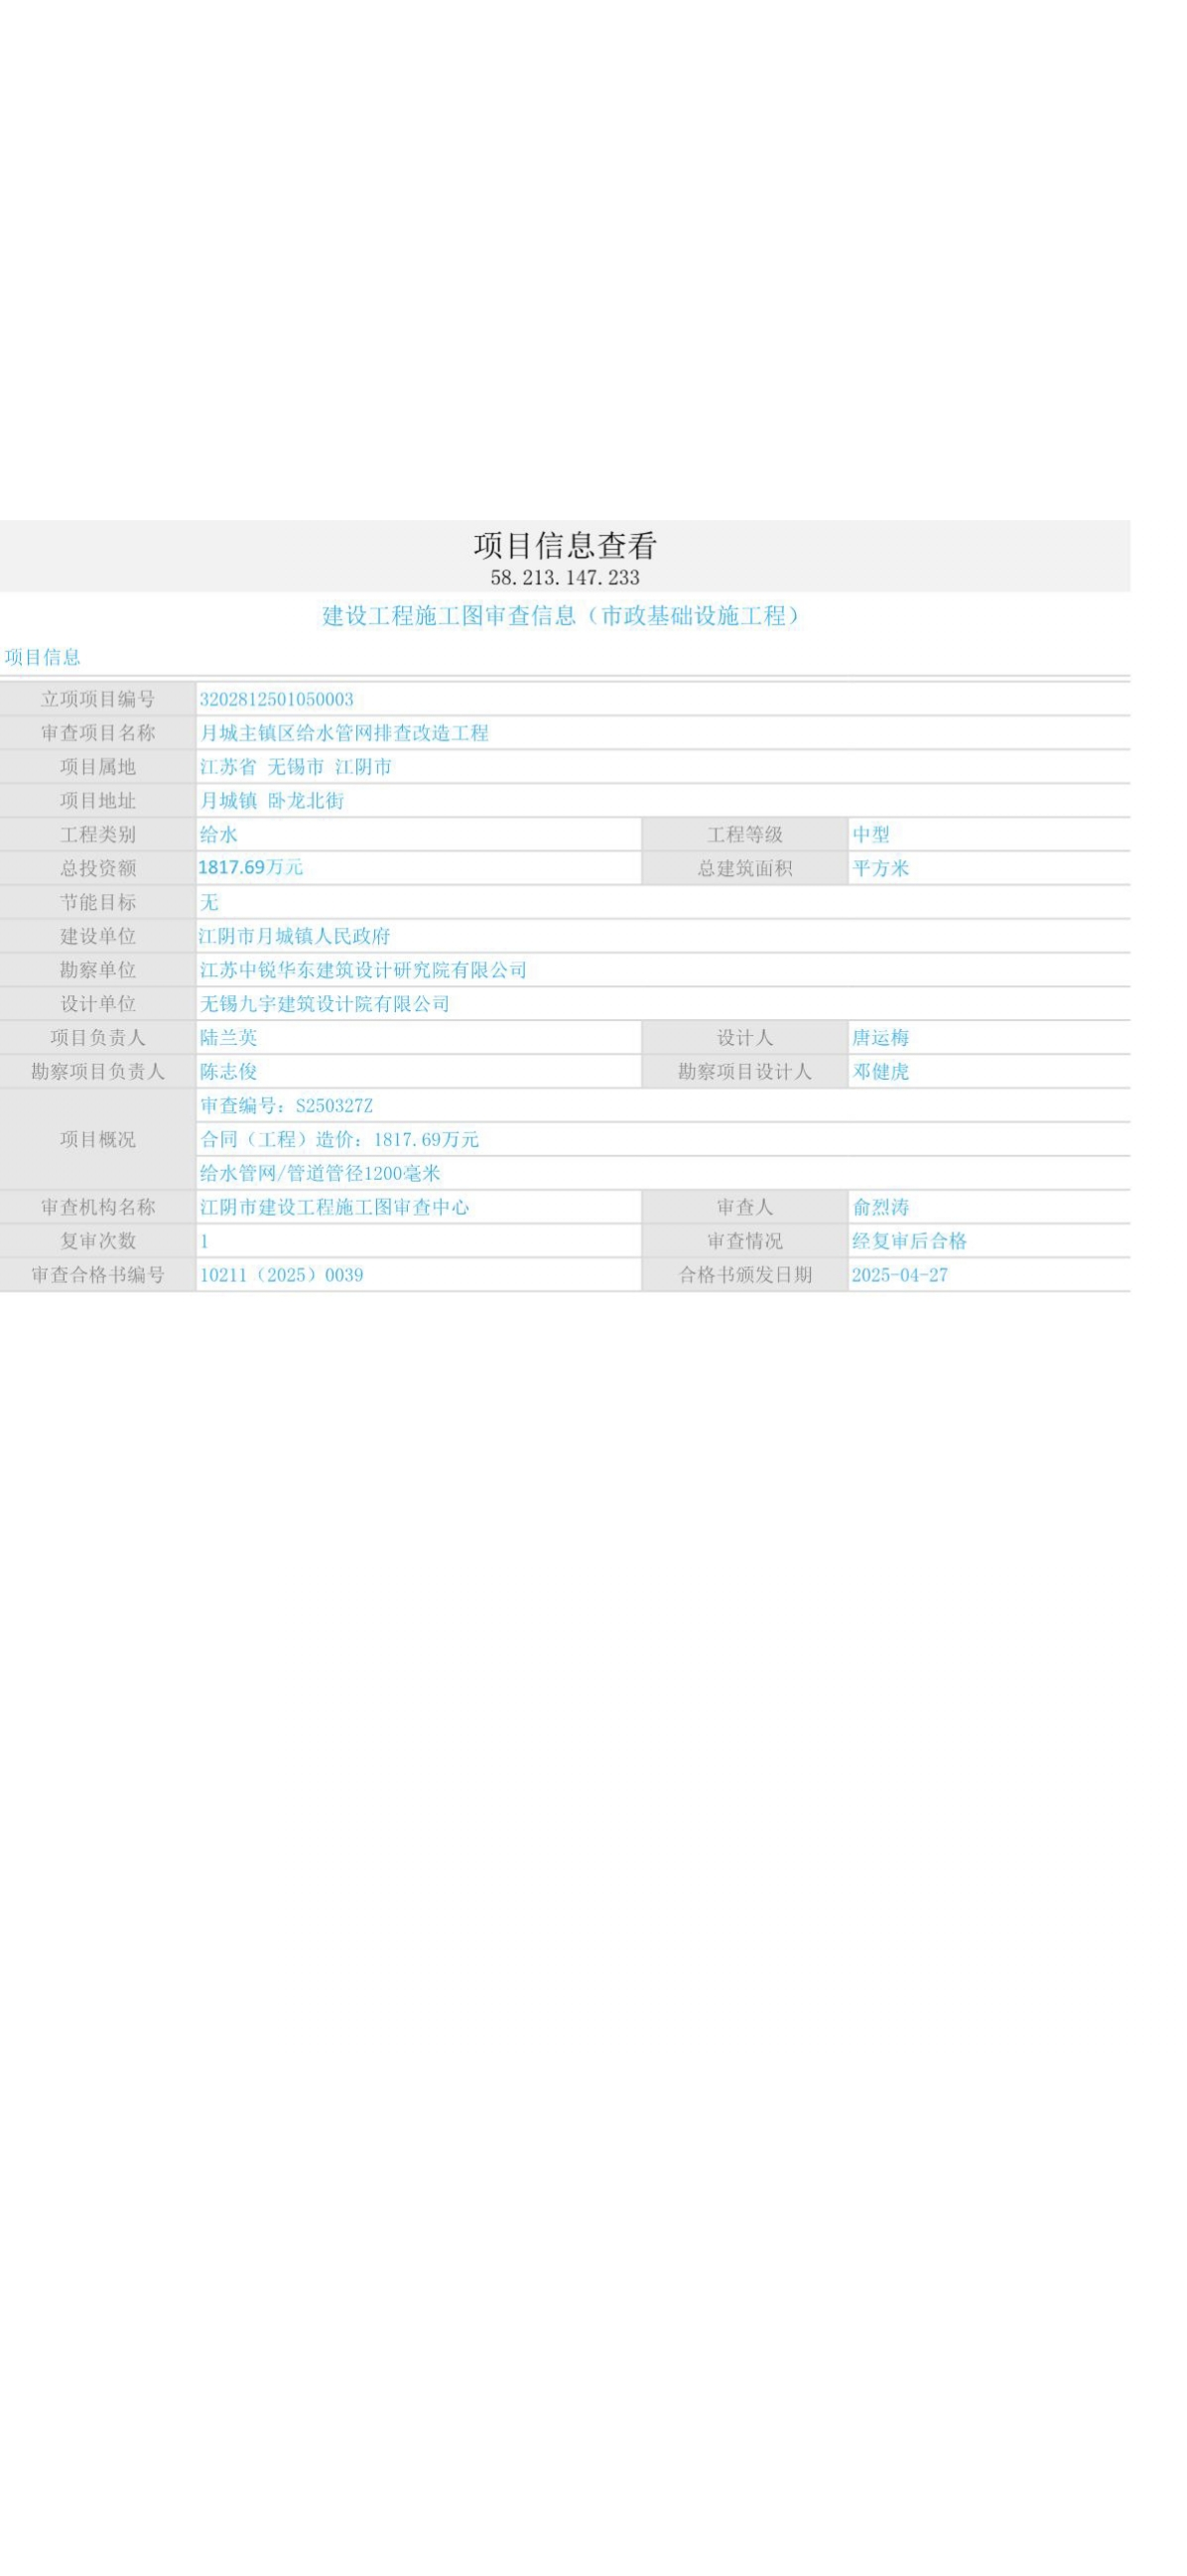 项目信息查看
58.213.147.233
建设工程施工图审查信息（市政基础设施工程）
项目信息
立项项目编号 3202812501050003
审查项目名称 月城主镇区给水管网排查改造工程
项目属地 江苏省 无锡市 江阴市
项目地址 月城镇 卧龙北街
工程类别 给水 工程等级 中型
总投资额 1817.69万元 总建筑面积 平方米
节能目标 无
建设单位 江阴市月城镇人民政府
勘察单位 江苏中锐华东建筑设计研究院有限公司
设计单位 无锡九宇建筑设计院有限公司
项目负责人 陆兰英 设计人 唐运梅
勘察项目负责人 陈志俊 勘察项目设计人 邓健虎
项目概况 审查编号：S250327Z
合同（工程）造价：1817.69万元
给水管网/管道管径1200毫米
审查机构名称 江阴市建设工程施工图审查中心 审查人 俞烈涛
复审次数 1 审查情况 经复审后合格
审查合格书编号 10211（2025）0039 合格书颁发日期 2025-04-27